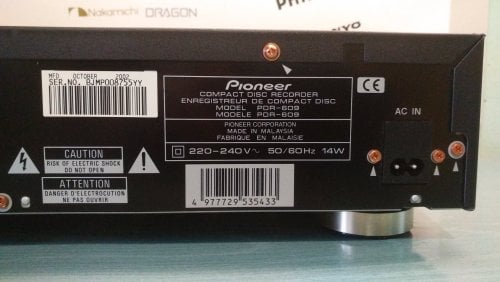 Nakamichi DRAGON
MFD. OCTOBER 2002
SER.NO. BJMP008755YY
Pioneer
COMPACT DISC RECORDER
ENREGISTREUR DE COMPACT DISC
MODEL PDR-609
MODELE PDR-609
PIONEER CORPORATION
MADE IN MALAYSIA
FABRIQUÉ EN MALAISIE
220-240V~ 50/60Hz 14W
CE
AC IN
CAUTION
RISK OF ELECTRIC SHOCK
DO NOT OPEN
ATTENTION
DANGER D'ELECTROCUTION
NE PAS OUVRIR
4 977729 535433